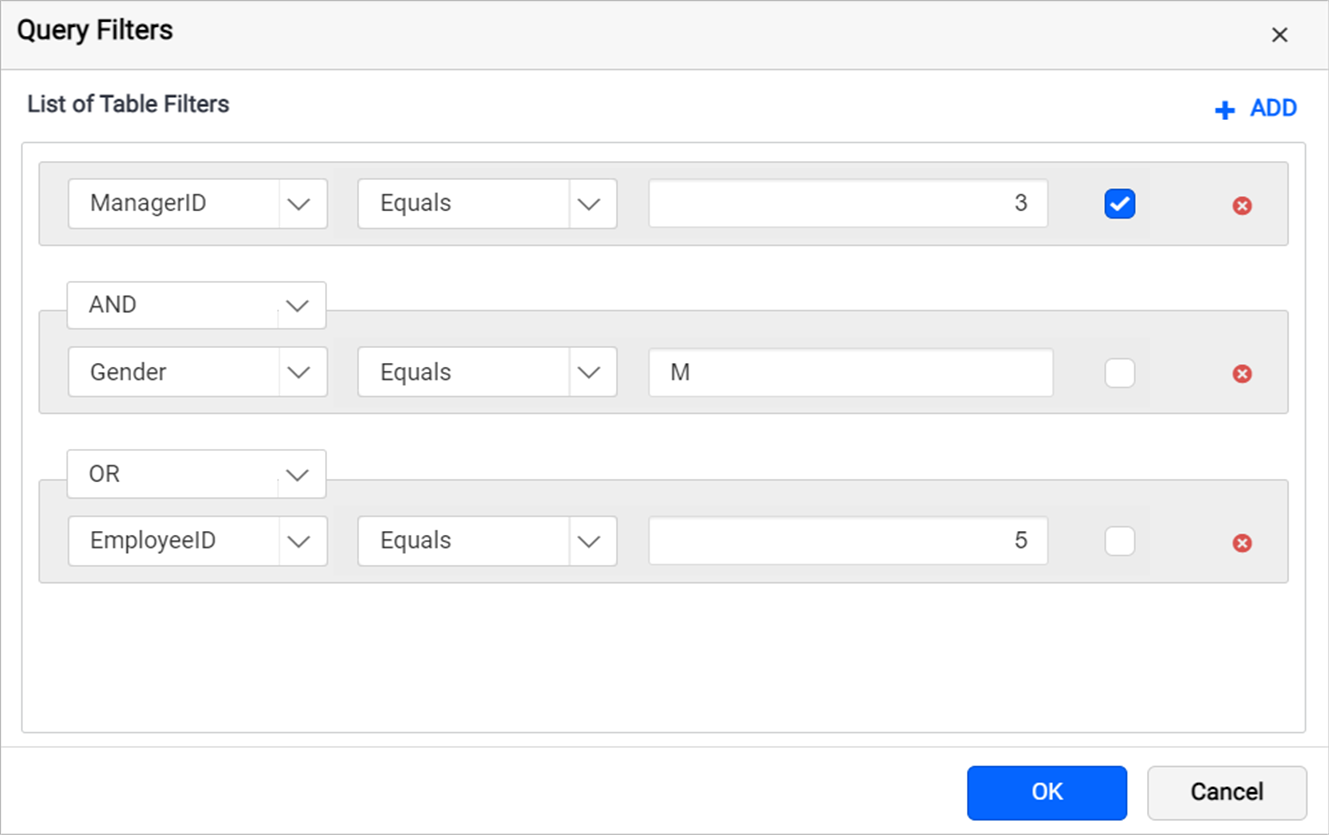 Query Filters
List of Table Filters
ADD
ManagerID Equals 3
AND
Gender Equals M
OR
EmployeeID Equals 5
OK Cancel